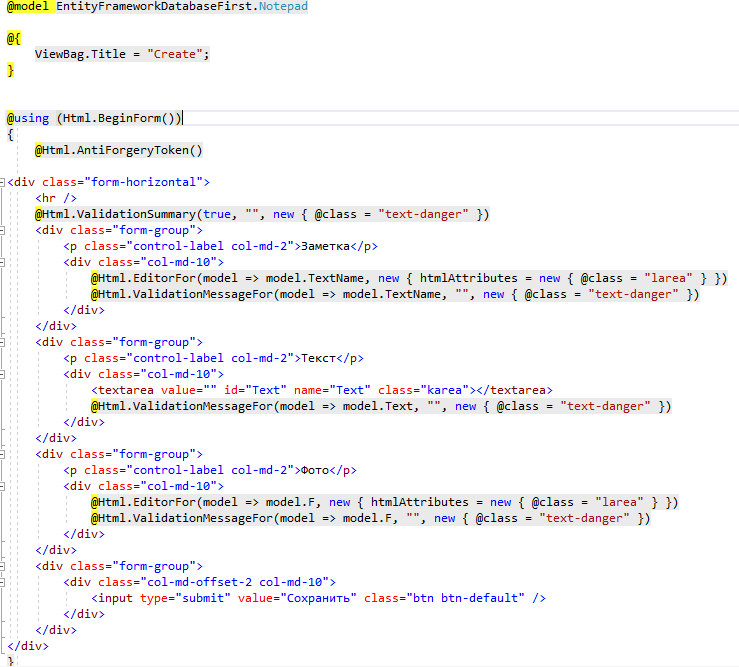 @model EntityFrameworkDatabaseFirst.Notepad
@{
ViewBag.Title = "Create";
}
@using (Html.BeginForm())
{
@Html.AntiForgeryToken()
<div class="form-horizontal">
<hr />
@Html.ValidationSummary(true, "", new { @class = "text-danger" })
<div class="form-group">
<p class="control-label col-md-2">Заметка</p>
<div class="col-md-10">
@Html.EditorFor(model => model.TextName, new { htmlAttributes = new { @class = "larea" } })
@Html.ValidationMessageFor(model => model.TextName, "", new { @class = "text-danger" })
</div>
</div>
<div class="form-group">
<p class="control-label col-md-2">Текст</p>
<div class="col-md-10">
<textarea value="" id="Text" name="Text" class="karea"></textarea>
@Html.ValidationMessageFor(model => model.Text, "", new { @class = "text-danger" })
</div>
</div>
<div class="form-group">
<p class="control-label col-md-2">Фото</p>
<div class="col-md-10">
@Html.EditorFor(model => model.F, new { htmlAttributes = new { @class = "larea" } })
@Html.ValidationMessageFor(model => model.F, "", new { @class = "text-danger" })
</div>
</div>
<div class="form-group">
<div class="col-md-offset-2 col-md-10">
<input type="submit" value="Сохранить" class="btn btn-default" />
</div>
</div>
</div>
}